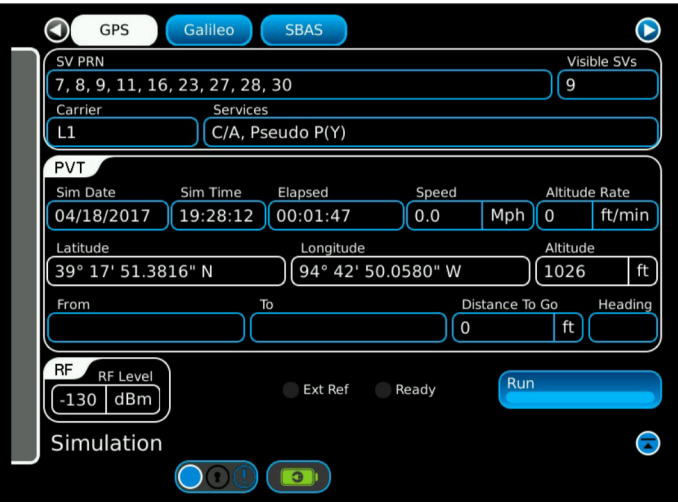 GPS Galileo SBAS
SV PRN Visible SVs
7, 8, 9, 11, 16, 23, 27, 28, 30 9
Carrier Services
L1 C/A, Pseudo P(Y)
PVT
Sim Date Sim Time Elapsed Speed Altitude Rate
04/18/2017 19:28:12 00:01:47 0.0 Mph 0 ft/min
Latitude Longitude Altitude
39° 17' 51.3816" N 94° 42' 50.0580" W 1026 ft
From To Distance To Go Heading
0 ft
RF RF Level
-130 dBm Ext Ref Ready Run
Simulation